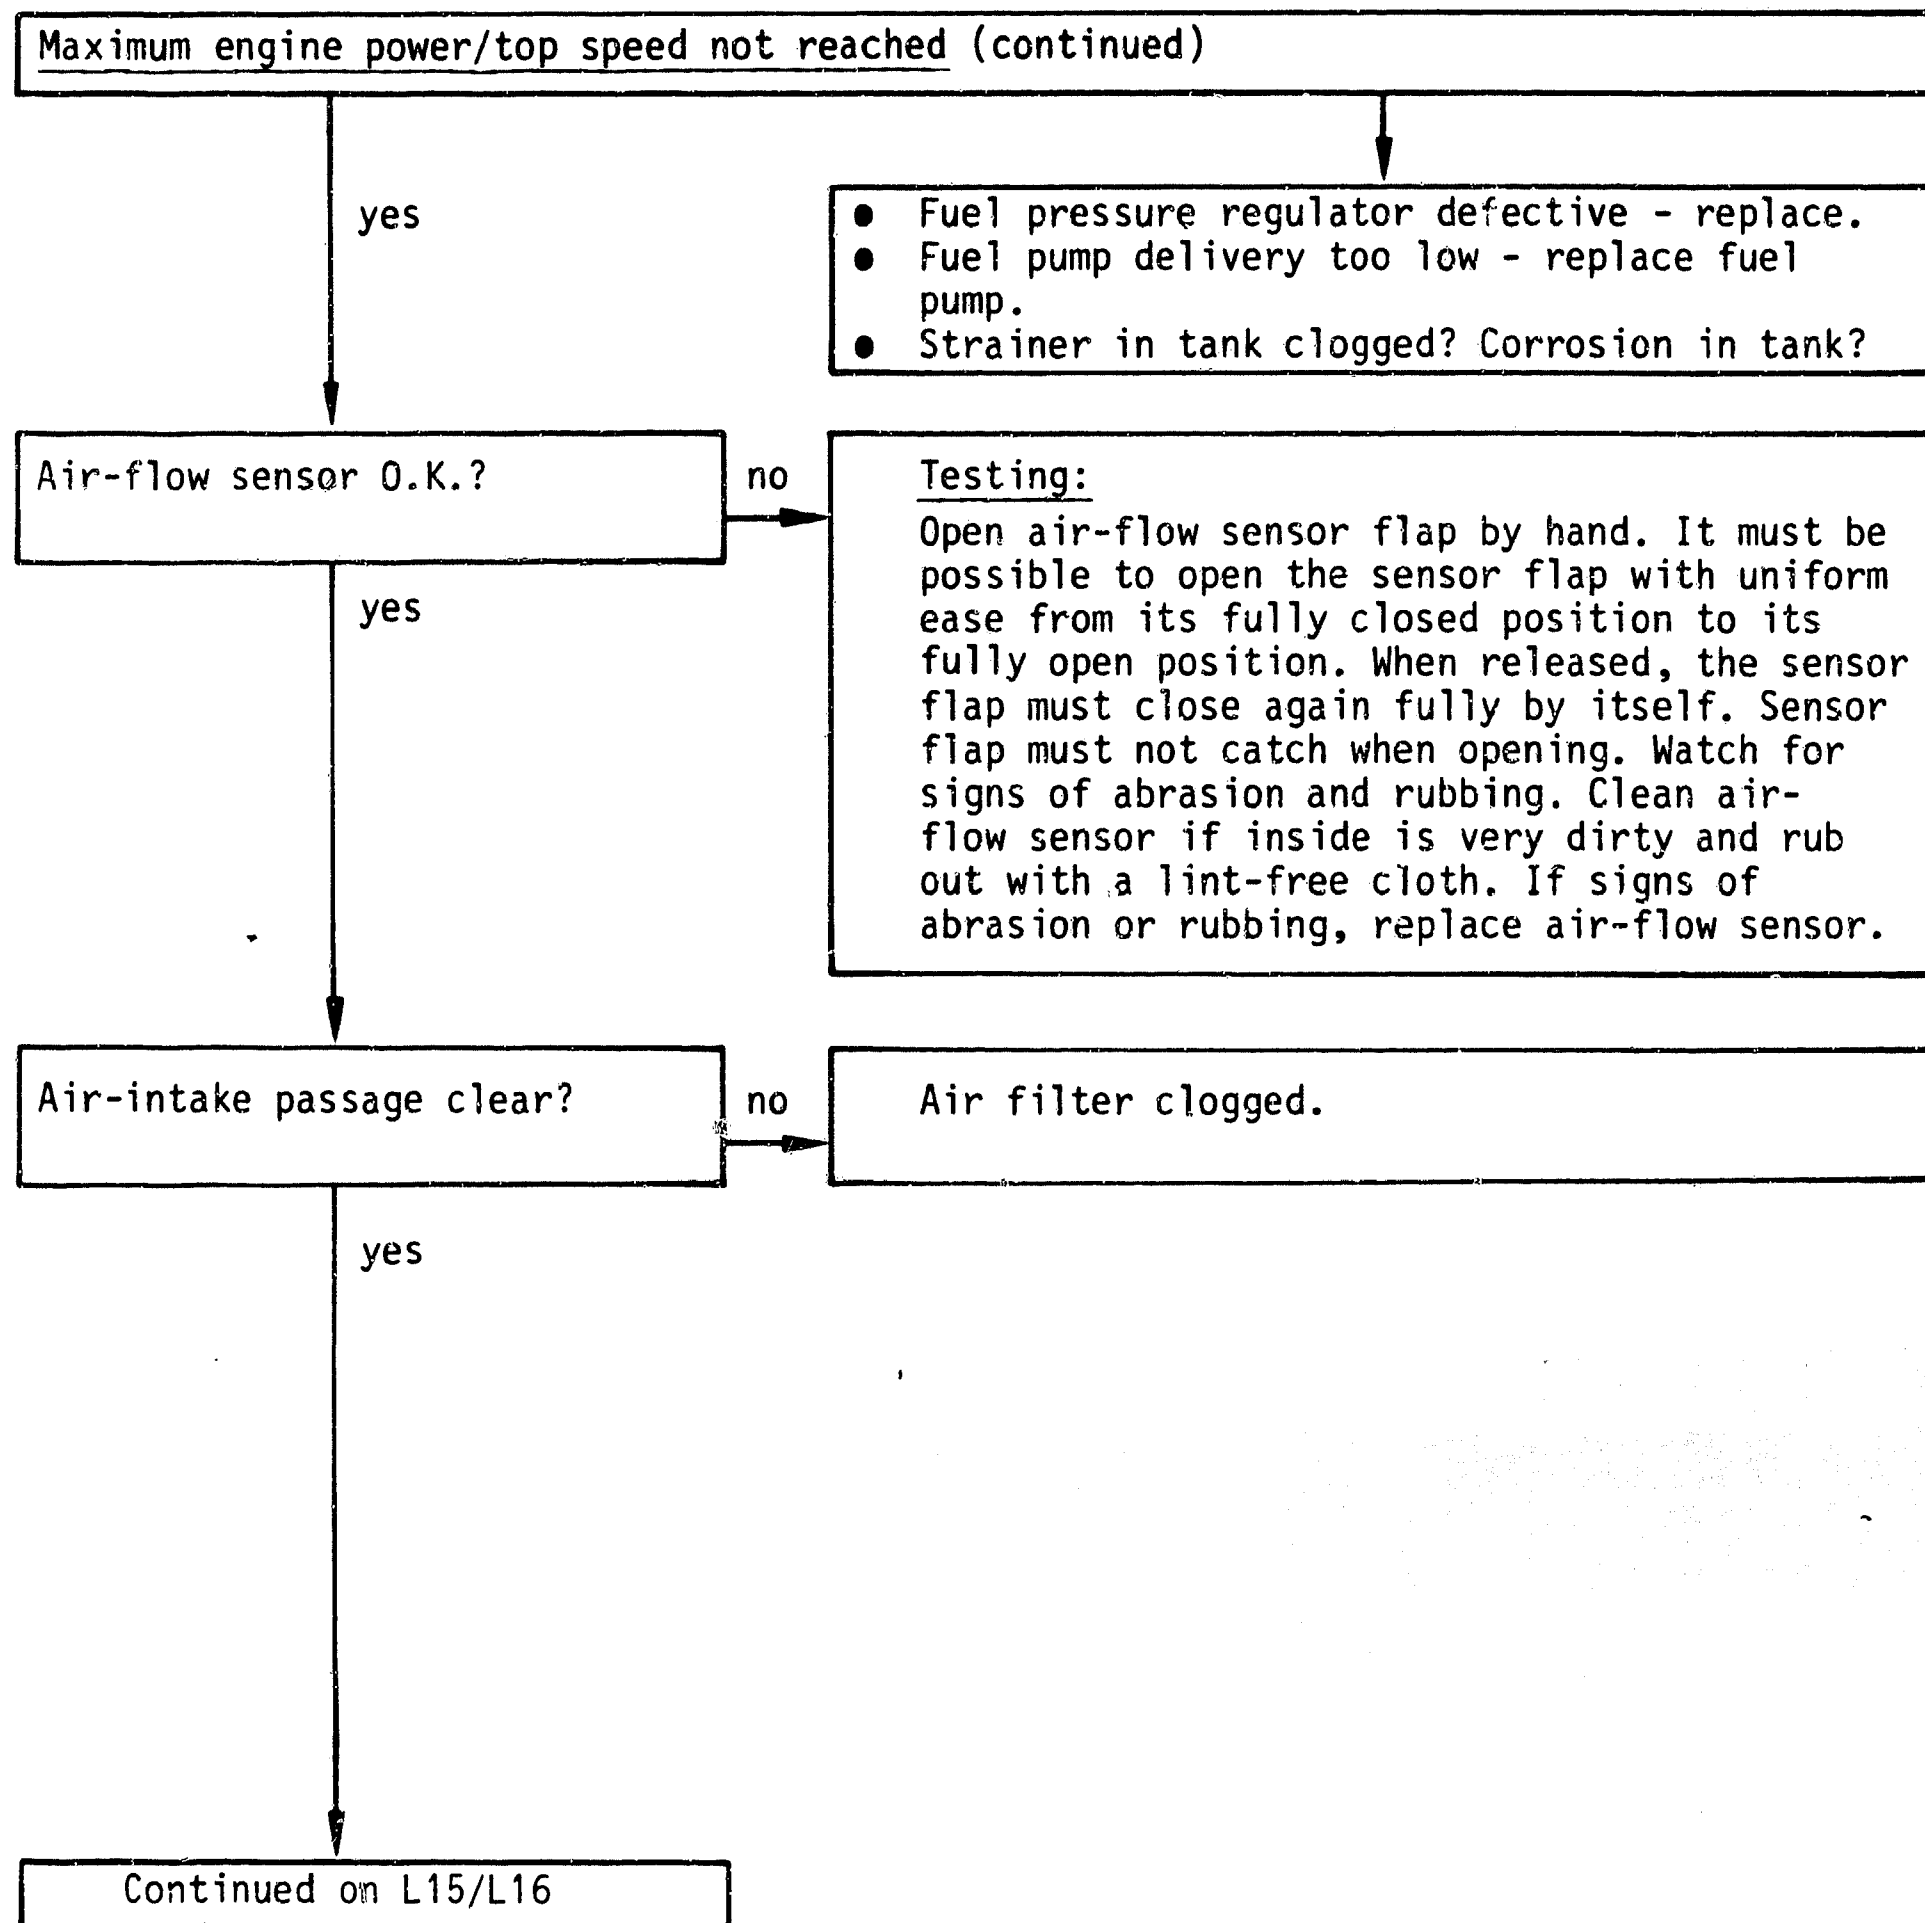 Maximum engine power/top speed not reached (continued)
yes
● Fuel pressure regulator defective - replace.
● Fuel pump delivery too low - replace fuel
pump.
● Strainer in tank clogged? Corrosion in tank?
Air-flow sensor O.K.?
no
Testing:
Open air-flow sensor flap by hand. It must be
possible to open the sensor flap with uniform
ease from its fully closed position to its
fully open position. When released, the sensor
flap must close again fully by itself. Sensor
flap must not catch when opening. Watch for
signs of abrasion and rubbing. Clean air-
flow sensor if inside is very dirty and rub
out with a lint-free cloth. If signs of
abrasion or rubbing, replace air-flow sensor.
yes
Air-intake passage clear?
no
Air filter clogged.
yes
Continued on L15/L16